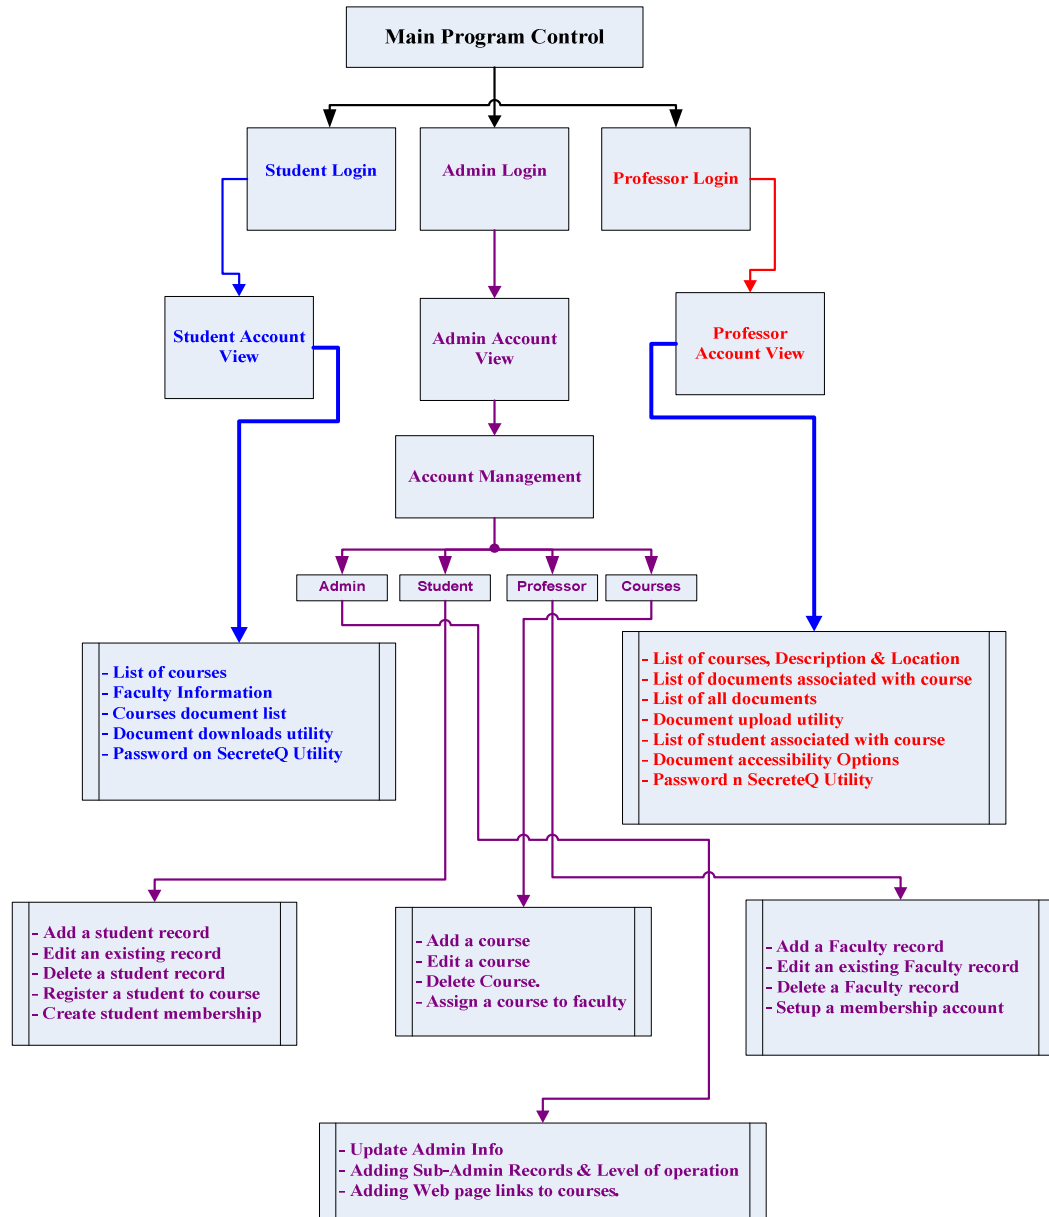 Main Program Control
Student Login
Admin Login
Professor Login
Student Account
View
Admin Account
View
Professor
Account View
Account Management
Admin
Student
Professor
Courses
- List of courses
- Faculty Information
- Courses document list
- Document downloads utility
- Password on SecreteQ Utility
- List of courses, Description & Location
- List of documents associated with course
- List of all documents
- Document upload utility
- List of student associated with course
- Document accessibility Options
- Password n SecreteQ Utility
- Add a student record
- Edit an existing record
- Delete a student record
- Register a student to course
- Create student membership
- Add a course
- Edit a course
- Delete Course.
- Assign a course to faculty
- Add a Faculty record
- Edit an existing Faculty record
- Delete a Faculty record
- Setup a membership account
- Update Admin Info
- Adding Sub-Admin Records & Level of operation
- Adding Web page links to courses.